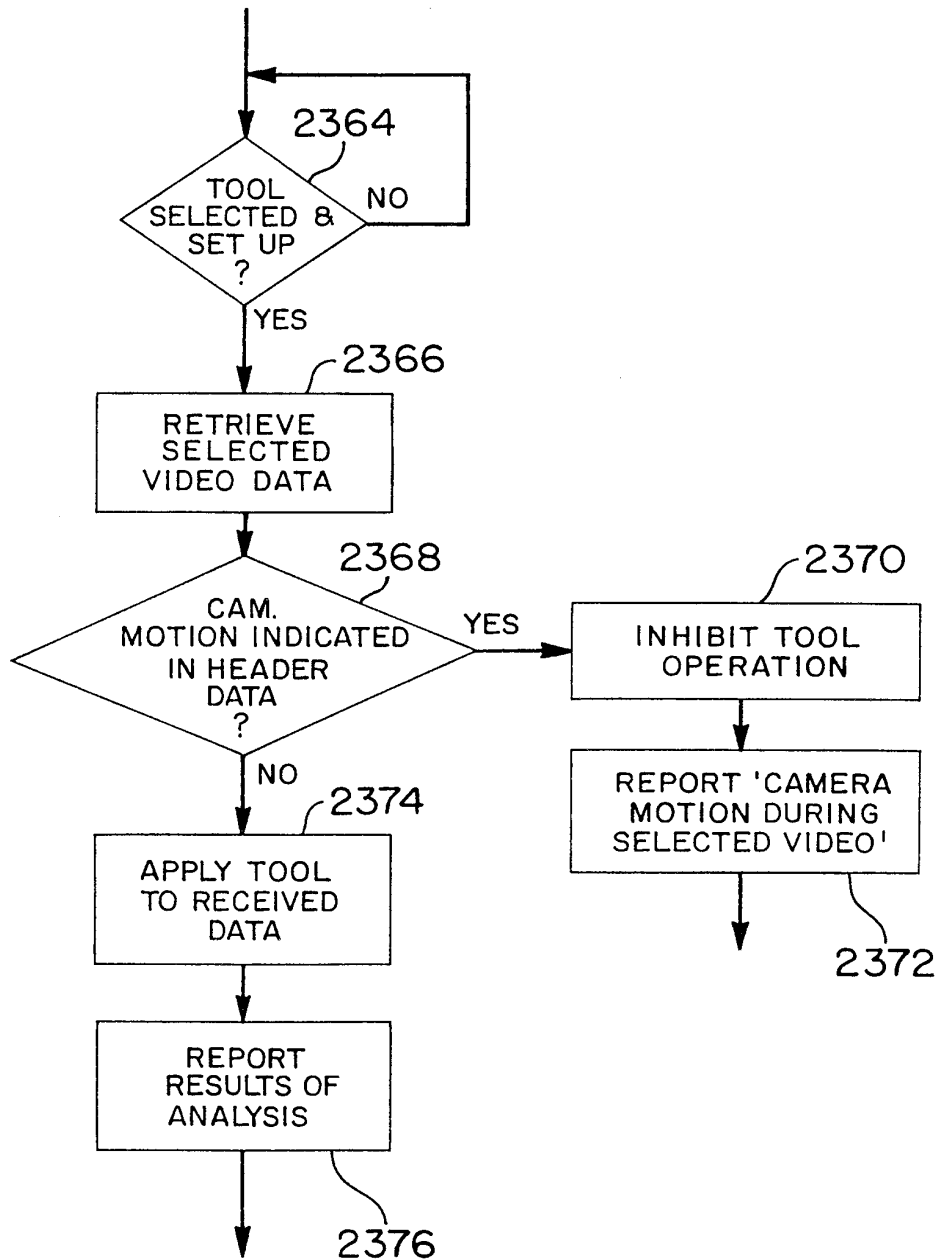 2364
TOOL
SELECTED &
SET UP
?
NO
YES
2366
RETRIEVE
SELECTED
VIDEO DATA
2368
CAM.
MOTION INDICATED
IN HEADER
DATA
?
YES
2370
INHIBIT TOOL
OPERATION
REPORT 'CAMERA
MOTION DURING
SELECTED VIDEO'
2372
NO
2374
APPLY TOOL
TO RECEIVED
DATA
REPORT
RESULTS OF
ANALYSIS
2376